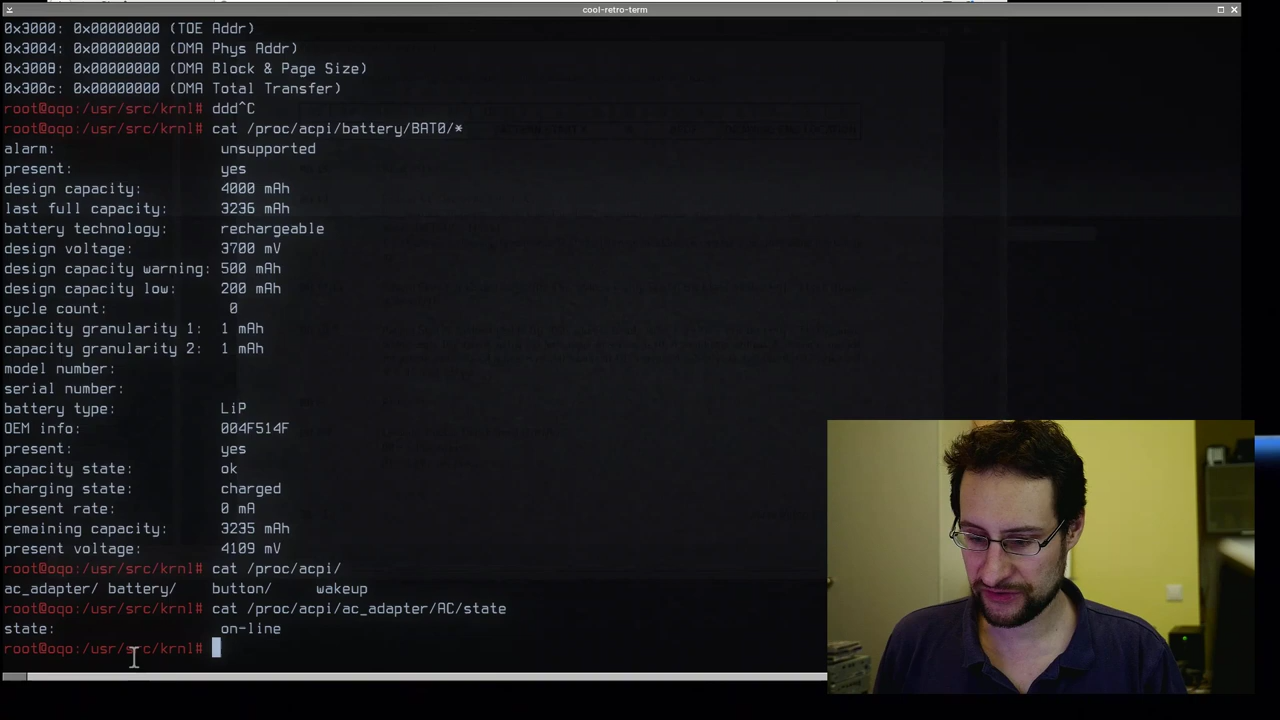 cool-retro-term
0x3000: 0x00000000 (TOE Addr)
0x3004: 0x00000000 (DMA Phys Addr)
0x3008: 0x00000000 (DMA Block & Page Size)
0x300c: 0x00000000 (DMA Total Transfer)
root@oqo:/usr/src/krnl# ddd^C
root@oqo:/usr/src/krnl# cat /proc/acpi/battery/BAT0/*
alarm: unsupported
present: yes
design capacity: 4000 mAh
last full capacity: 3236 mAh
battery technology: rechargeable
design voltage: 3700 mV
design capacity warning: 500 mAh
design capacity low: 200 mAh
cycle count: 0
capacity granularity 1: 1 mAh
capacity granularity 2: 1 mAh
model number:
serial number:
battery type: LiP
OEM info: 004F514F
present: yes
capacity state: ok
charging state: charged
present rate: 0 mA
remaining capacity: 3235 mAh
present voltage: 4109 mV
root@oqo:/usr/src/krnl# cat /proc/acpi/
ac_adapter/ battery/ button/ wakeup
root@oqo:/usr/src/krnl# cat /proc/acpi/ac_adapter/AC/state
state: on-line
root@oqo:/usr/src/krnl#